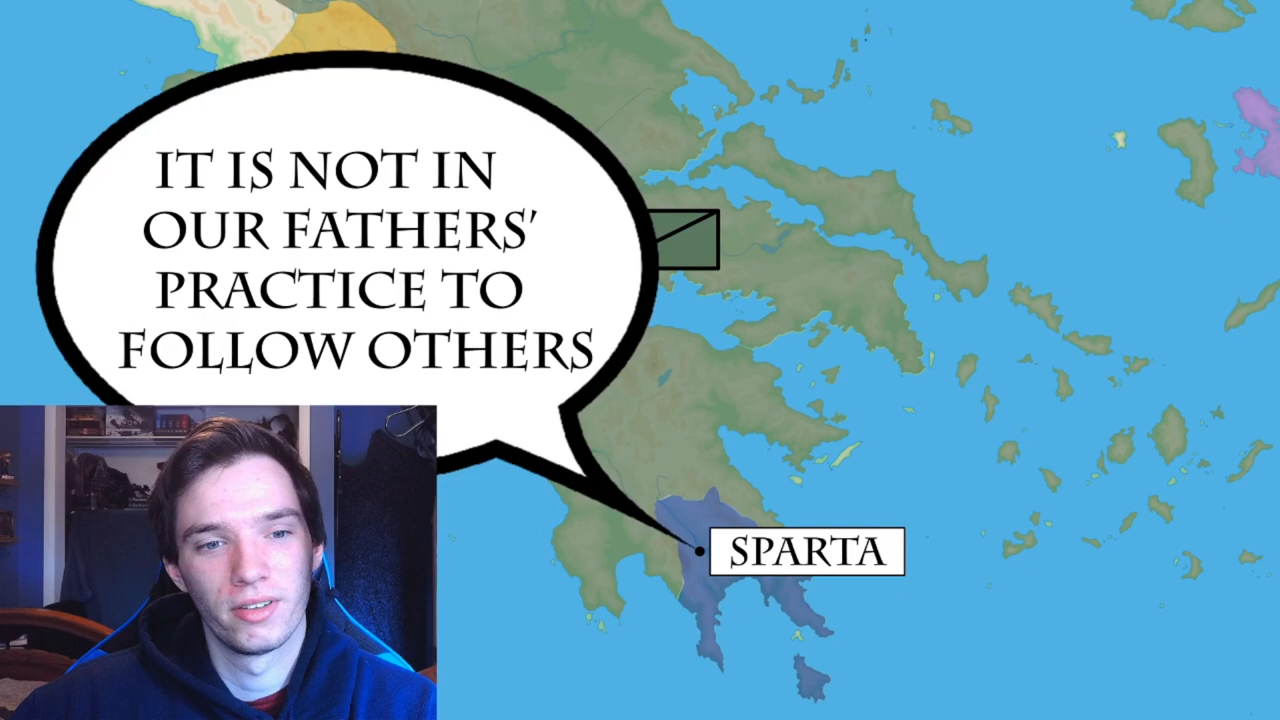 IT IS NOT IN
OUR FATHERS'
PRACTICE TO
FOLLOW OTHERS
SPARTA